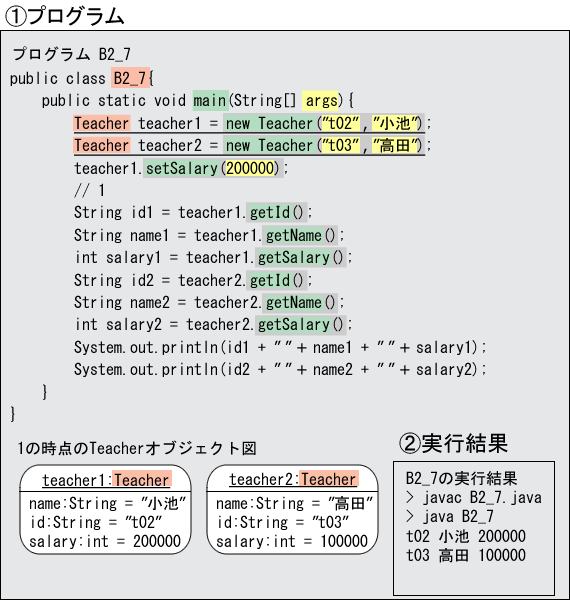 ①プログラム
プログラム B2_7
public class B2_7{
public static void main(String[] args){
Teacher teacher1 = new Teacher("t02","小池");
Teacher teacher2 = new Teacher("t03","高田");
teacher1.setSalary(200000);
// 1
String id1 = teacher1.getId();
String name1 = teacher1.getName();
int salary1 = teacher1.getSalary();
String id2 = teacher2.getId();
String name2 = teacher2.getName();
int salary2 = teacher2.getSalary();
System.out.println(id1 + " " + name1 + " " + salary1);
System.out.println(id2 + " " + name2 + " " + salary2);
}
}
1の時点のTeacherオブジェクト図
teacher1:Teacher
name:String = "小池"
id:String = "t02"
salary:int = 200000
teacher2:Teacher
name:String = "高田"
id:String = "t03"
salary:int = 100000
②実行結果
B2_7の実行結果
> javac B2_7.java
> java B2_7
t02 小池 200000
t03 高田 100000